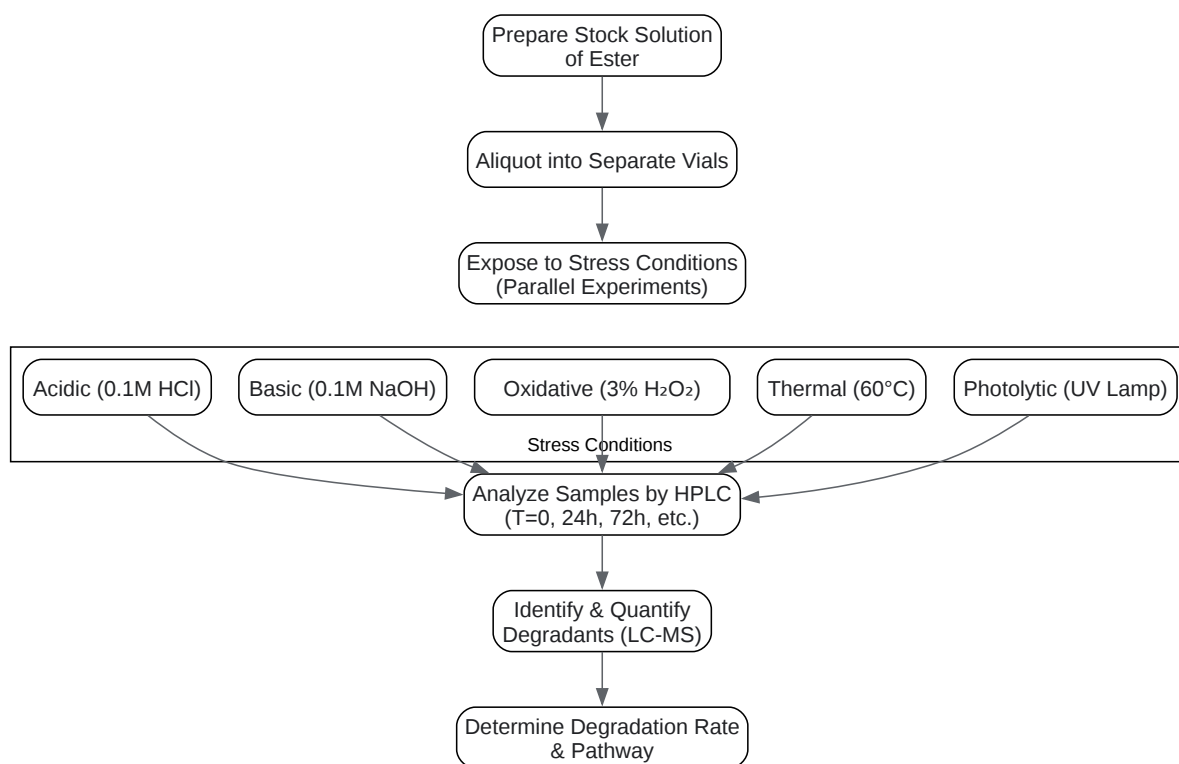 Prepare Stock Solution
of Ester
Aliquot into Separate Vials
Expose to Stress Conditions
(Parallel Experiments)
Acidic (0.1M HCl)
Basic (0.1M NaOH)
Oxidative (3% H₂O₂)
Thermal (60°C)
Photolytic (UV Lamp)
Stress Conditions
Analyze Samples by HPLC
(T=0, 24h, 72h, etc.)
Identify & Quantify
Degradants (LC-MS)
Determine Degradation Rate
& Pathway